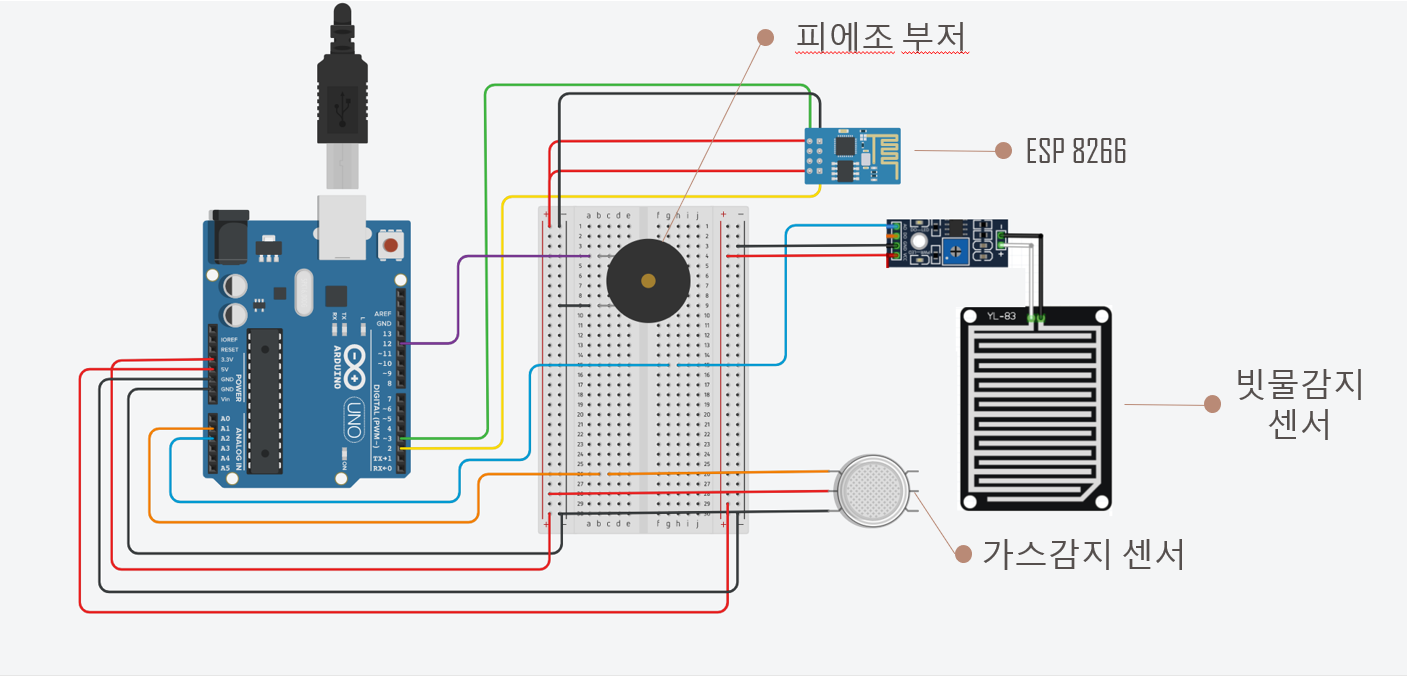 피에조 부저
ESP 8266
빗물감지
센서
가스감지 센서
YL-83
AREF
GND
13
12
~11
~10
~9
8
7
~6
~5
4
~3
2
TX→1
RX←0
DIGITAL (PWM~)
L
TX
RX
ON
ARDUINO
UNO
IOREF
RESET
3.3V
5V
GND
GND
Vin
POWER
A0
A1
A2
A3
A4
A5
ANALOG IN
a b c d e
f g h i j
a b c d e
f g h i j